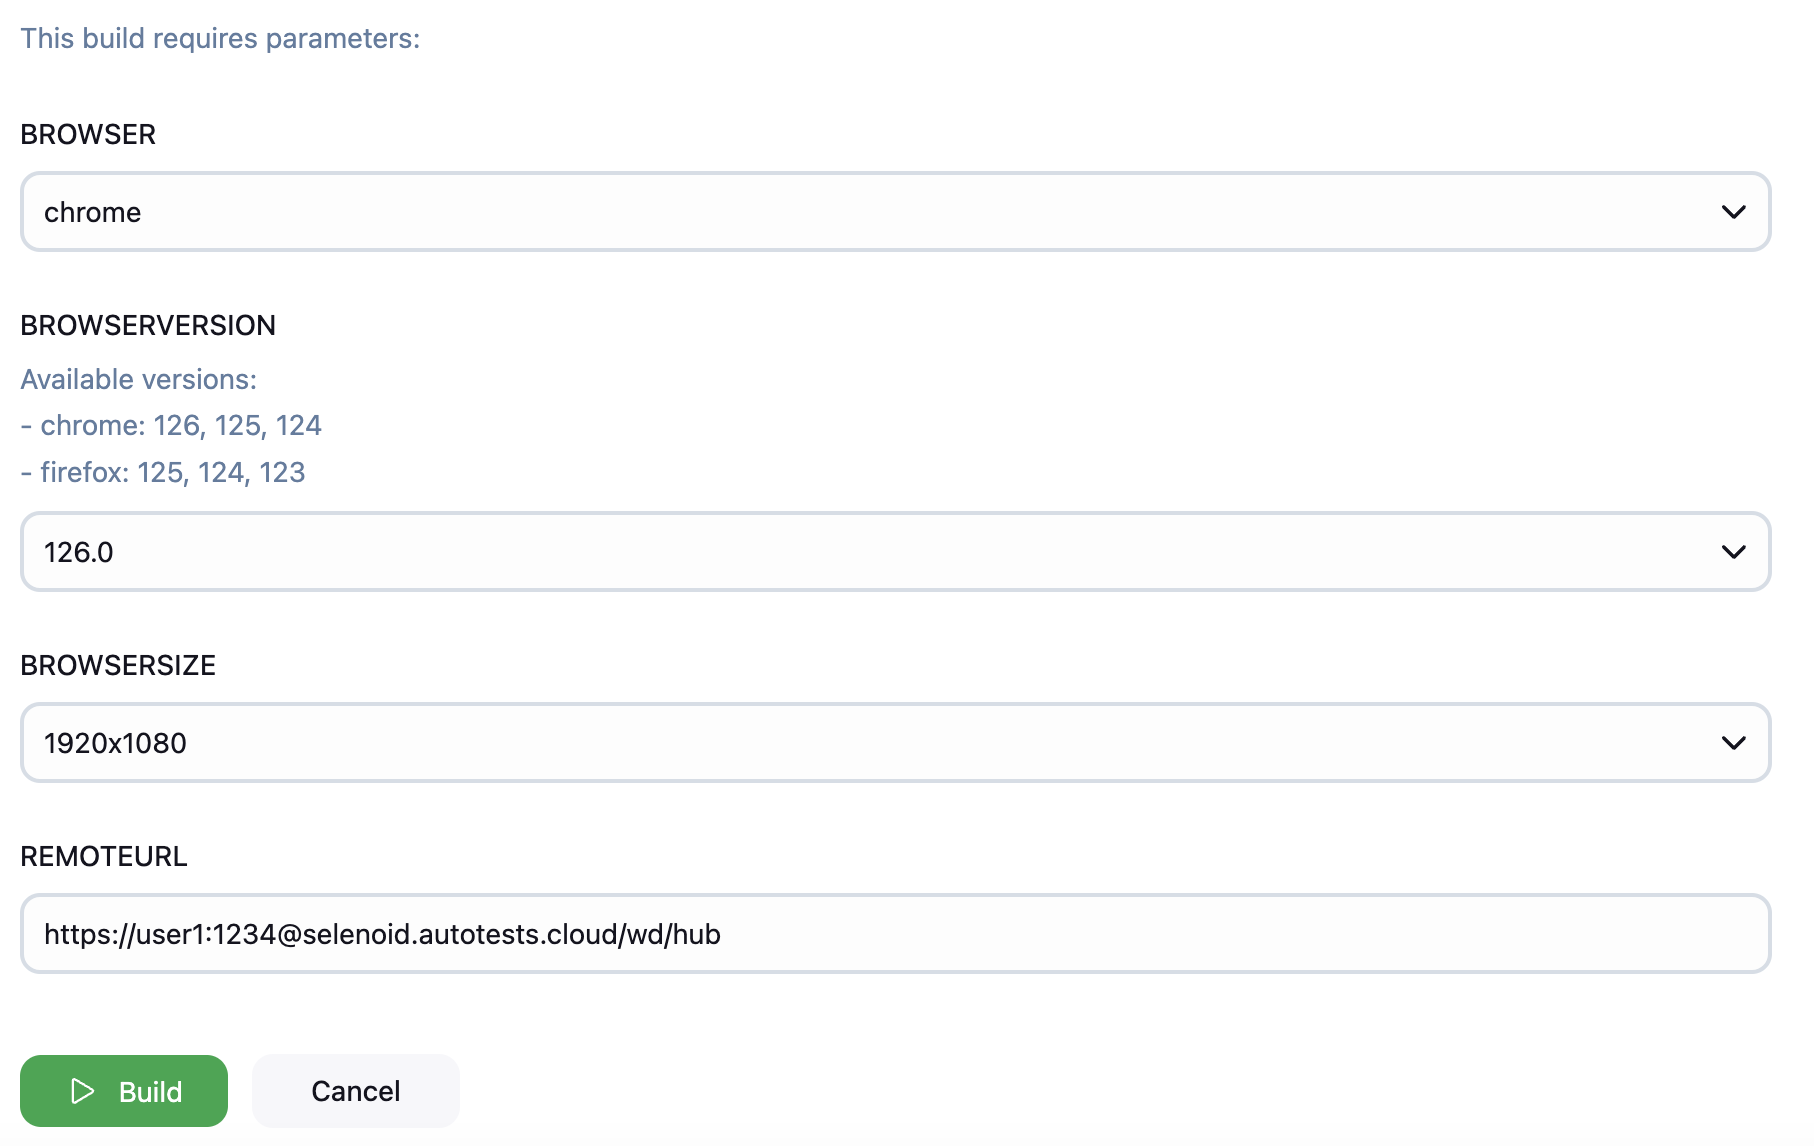 This build requires parameters:
BROWSER
chrome
BROWSERVERSION
Available versions:
- chrome: 126, 125, 124
- firefox: 125, 124, 123
126.0
BROWSERSIZE
1920x1080
REMOTEURL
https://user1:1234@selenoid.autotests.cloud/wd/hub
Build Cancel